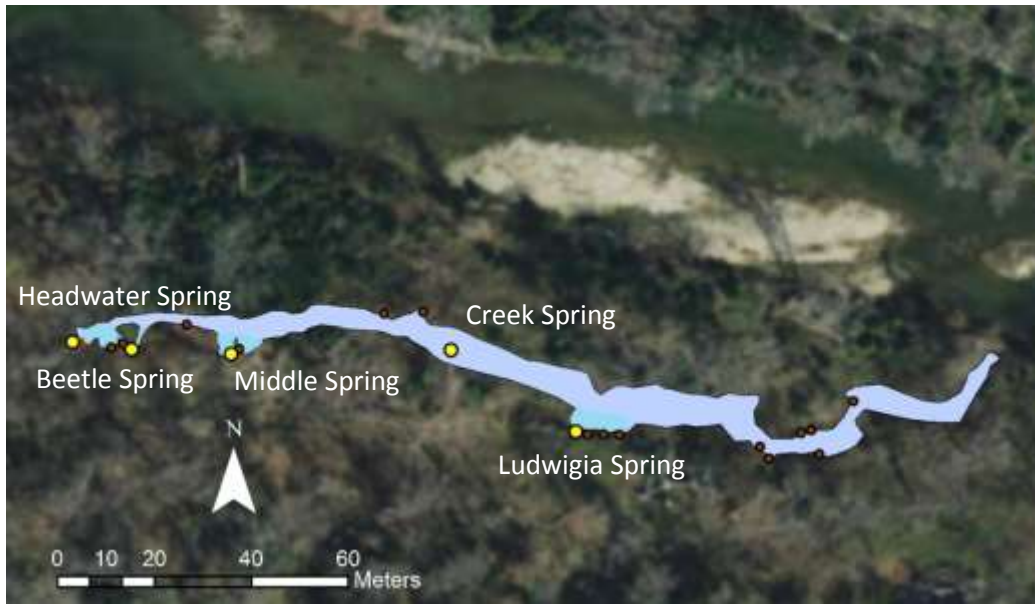 Headwater Spring
Creek Spring
Beetle Spring
Middle Spring
Ludwigia Spring
N
0 10 20 40 60
Meters